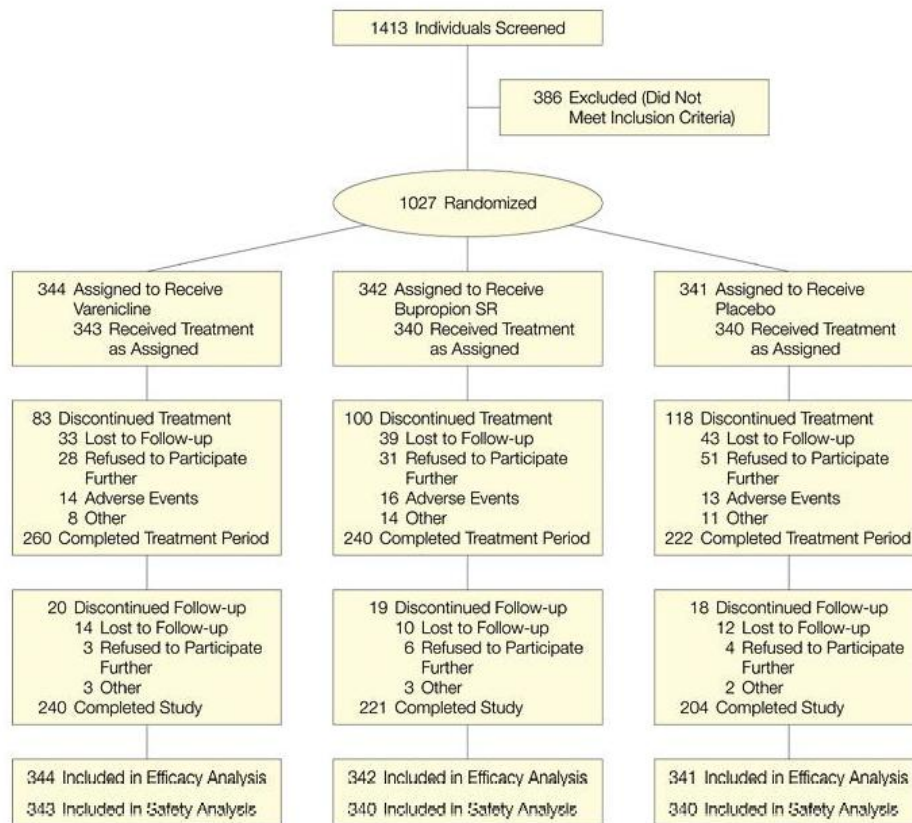 1413 Individuals Screened
386 Excluded (Did Not
Meet Inclusion Criteria)
1027 Randomized
344 Assigned to Receive
Varenicline
343 Received Treatment
as Assigned
342 Assigned to Receive
Bupropion SR
340 Received Treatment
as Assigned
341 Assigned to Receive
Placebo
340 Received Treatment
as Assigned
83 Discontinued Treatment
33 Lost to Follow-up
28 Refused to Participate
Further
14 Adverse Events
8 Other
260 Completed Treatment Period
100 Discontinued Treatment
39 Lost to Follow-up
31 Refused to Participate
Further
16 Adverse Events
14 Other
240 Completed Treatment Period
118 Discontinued Treatment
43 Lost to Follow-up
51 Refused to Participate
Further
13 Adverse Events
11 Other
222 Completed Treatment Period
20 Discontinued Follow-up
14 Lost to Follow-up
3 Refused to Participate
Further
3 Other
240 Completed Study
19 Discontinued Follow-up
10 Lost to Follow-up
6 Refused to Participate
Further
3 Other
221 Completed Study
18 Discontinued Follow-up
12 Lost to Follow-up
4 Refused to Participate
Further
2 Other
204 Completed Study
344 Included in Efficacy Analysis
343 Included in Safety Analysis
342 Included in Efficacy Analysis
340 Included in Safety Analysis
341 Included in Efficacy Analysis
340 Included in Safety Analysis